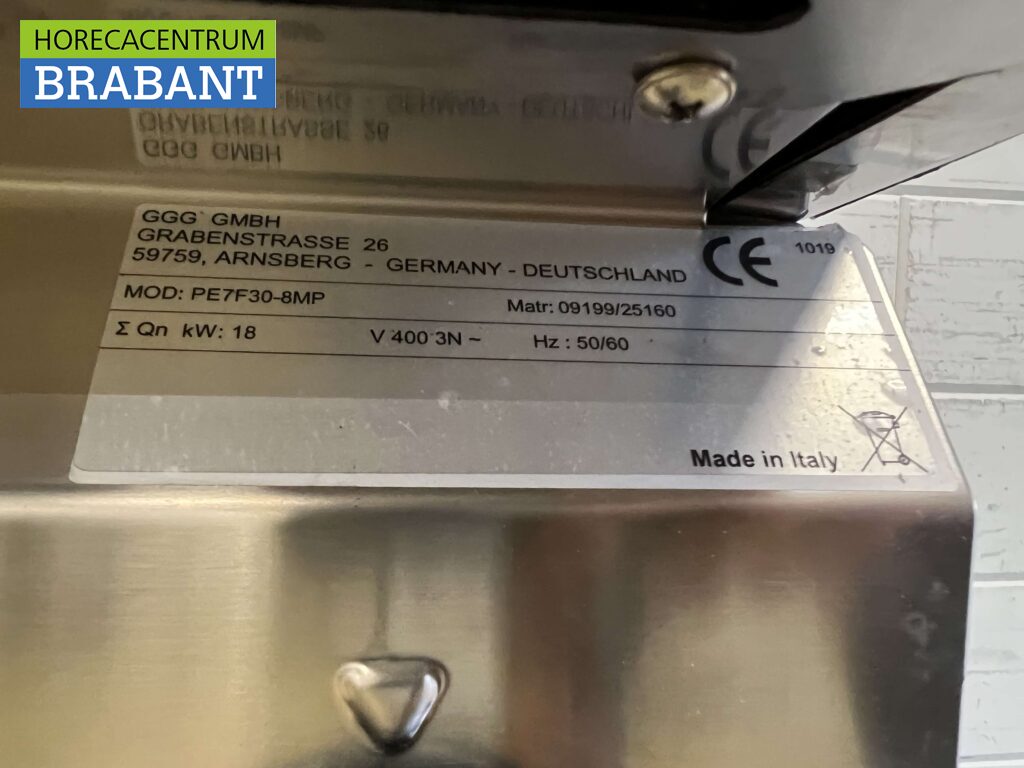 HORECACENTRUM
BRABANT
GGG GMBH
GRABENSTRASSE 26
59759, ARNSBERG - GERMANY - DEUTSCHLAND
CE 1019
MOD: PE7F30-8MP Matr: 09199/25160
Σ Qn kW: 18 V 400 3N ~ Hz : 50/60
Made in Italy